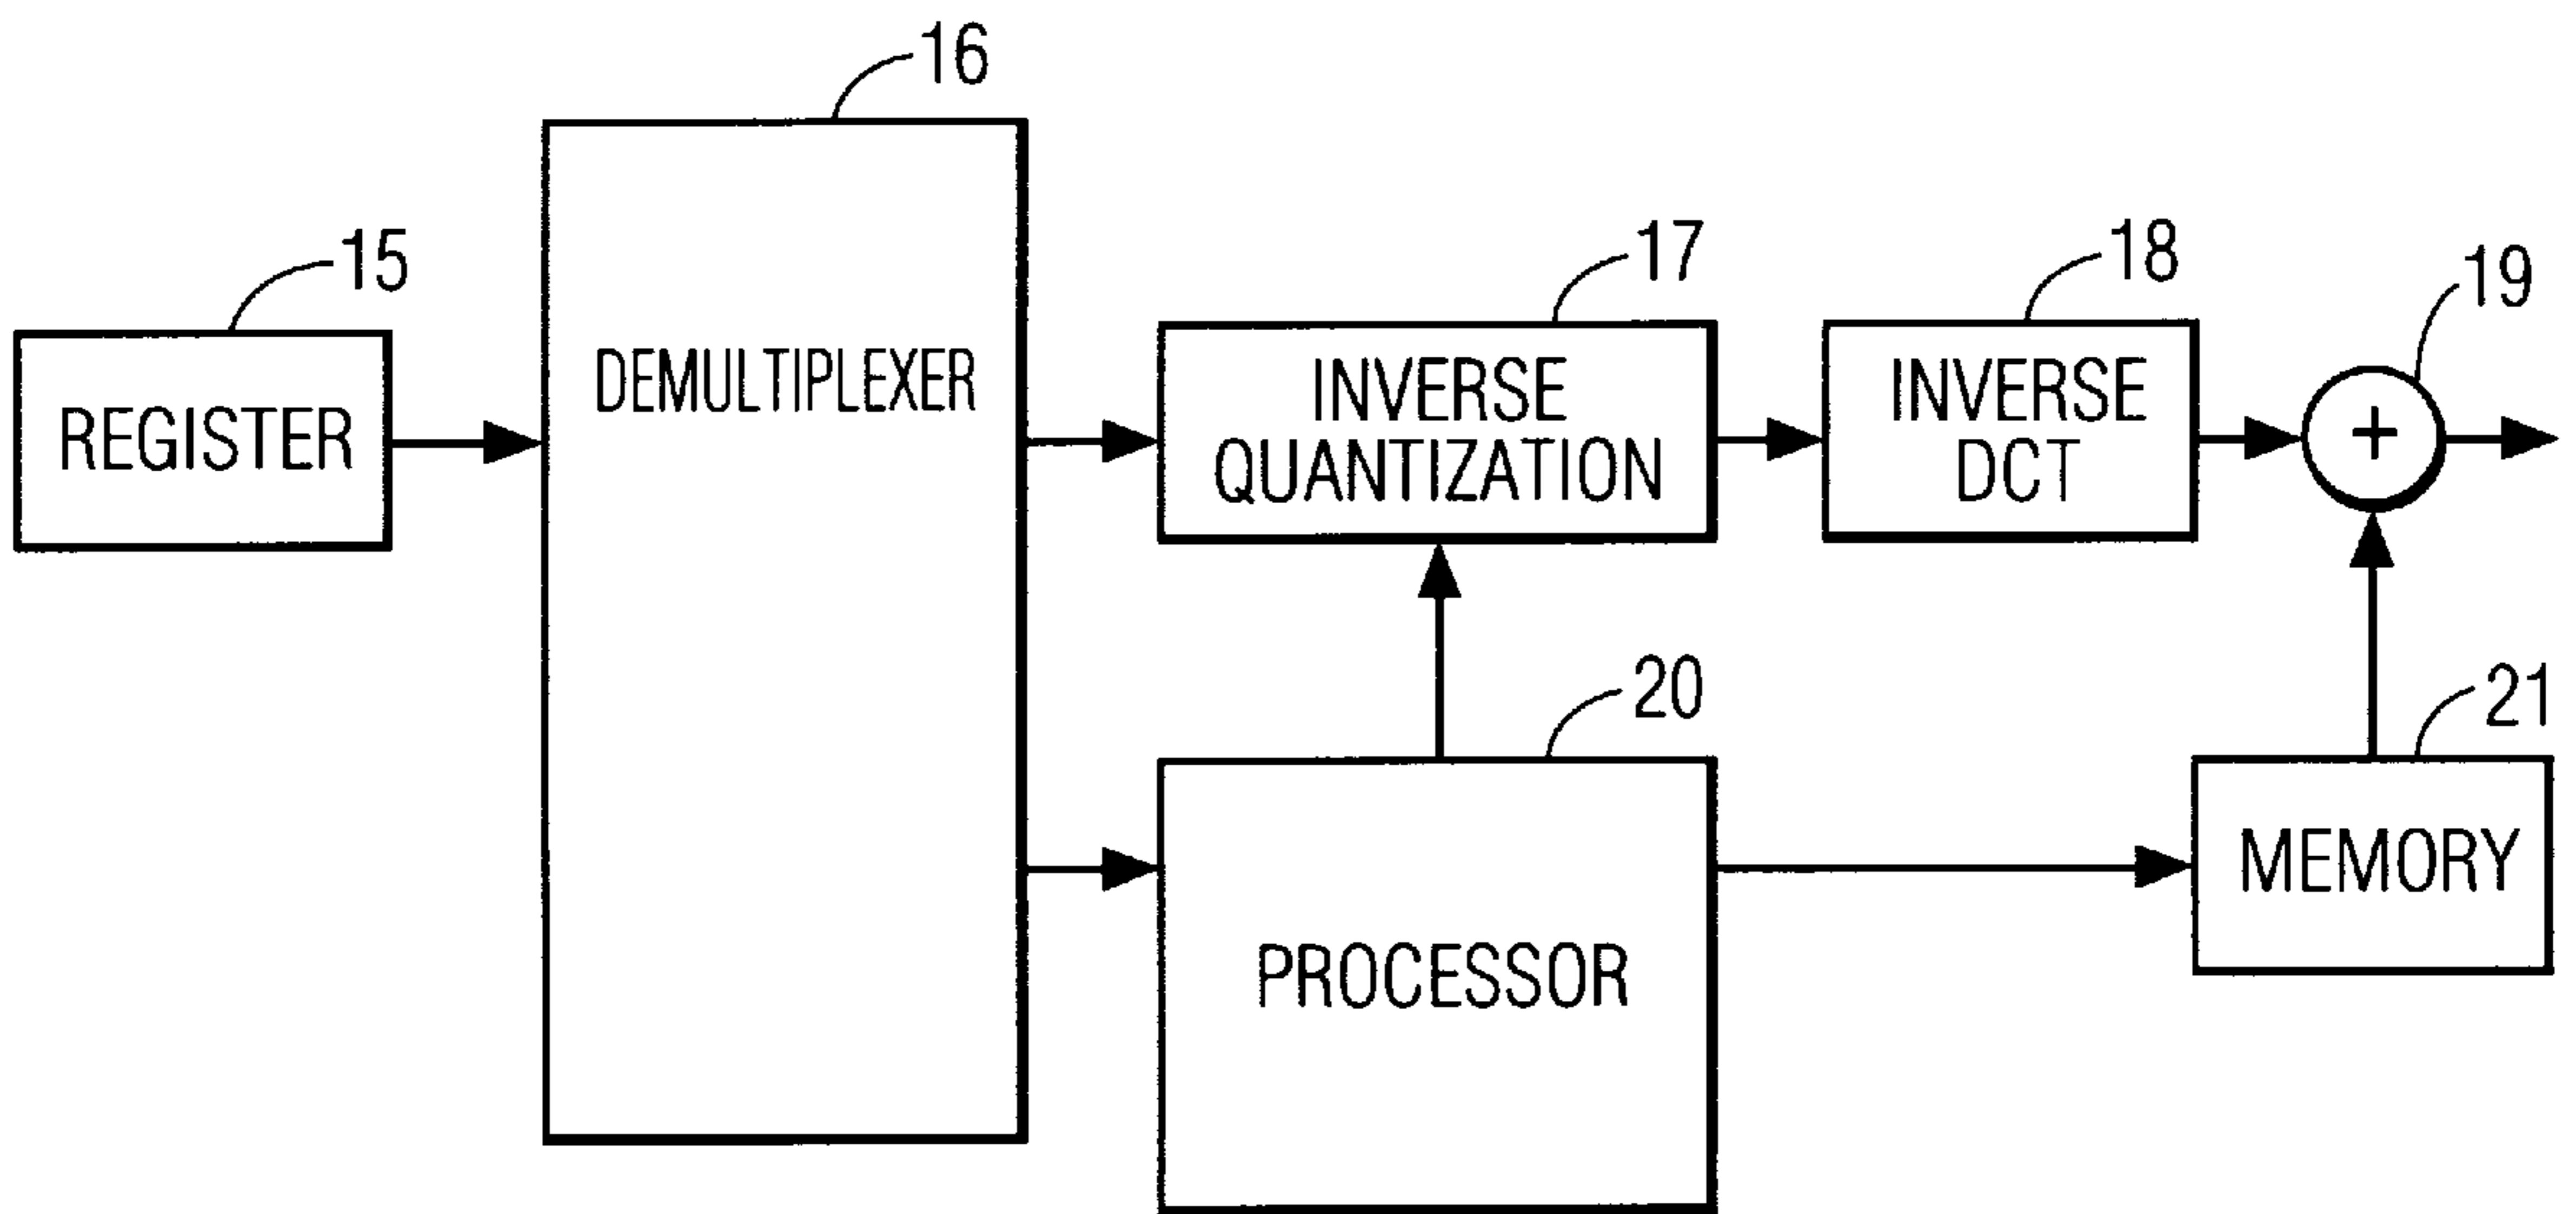 16
15
17
18
19
REGISTER
DEMULTIPLEXER
INVERSE
QUANTIZATION
INVERSE
DCT
+
20
21
PROCESSOR
MEMORY